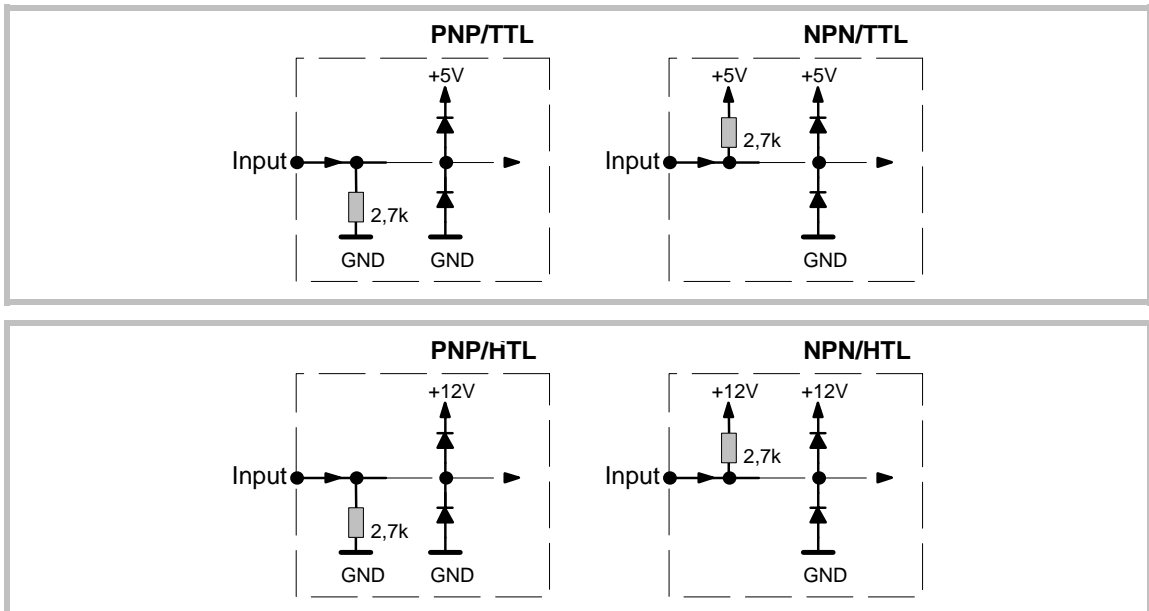 PNP/TTL
+5V
Input
2,7k
GND
GND
NPN/TTL
+5V
+5V
Input
2,7k
GND
PNP/HTL
+12V
Input
2,7k
GND
GND
NPN/HTL
+12V
+12V
Input
2,7k
GND